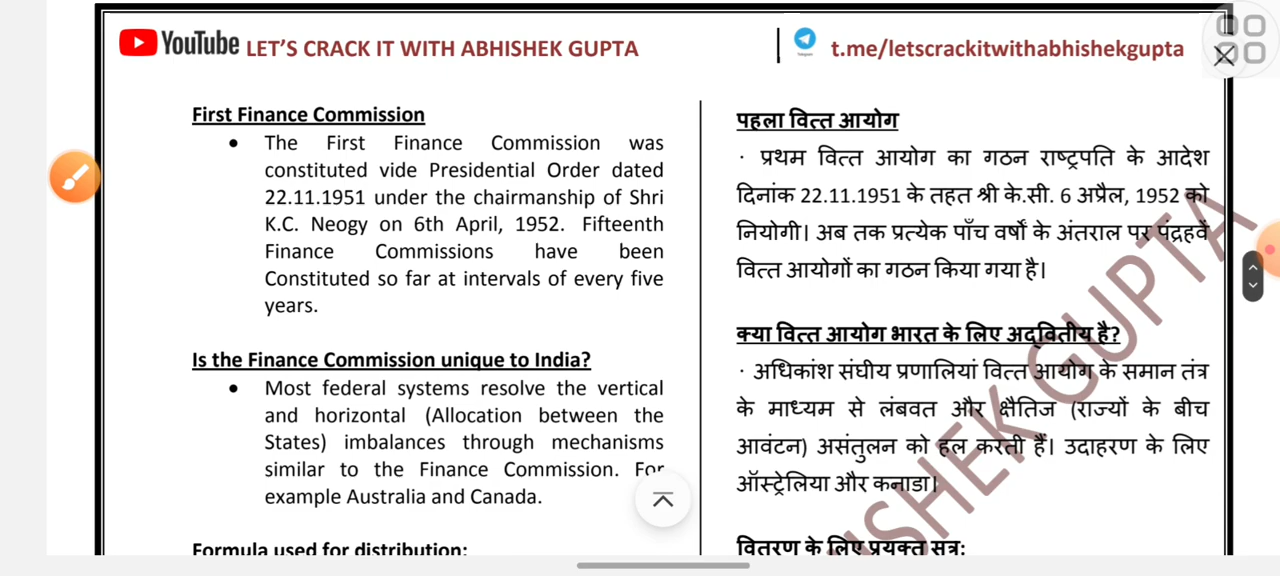 YouTube LET'S CRACK IT WITH ABHISHEK GUPTA
t.me/letscrackitwithabhishekgupta
First Finance Commission
• The First Finance Commission was
constituted vide Presidential Order dated
22.11.1951 under the chairmanship of Shri
K.C. Neogy on 6th April, 1952. Fifteenth
Finance Commissions have been
Constituted so far at intervals of every five
years.
Is the Finance Commission unique to India?
• Most federal systems resolve the vertical
and horizontal (Allocation between the
States) imbalances through mechanisms
similar to the Finance Commission. For
example Australia and Canada.
Formula used for distribution:
पहला वित्त आयोग
· प्रथम वित्त आयोग का गठन राष्ट्रपति के आदेश
दिनांक 22.11.1951 के तहत श्री के.सी. 6 अप्रैल, 1952 को
नियोगी। अब तक प्रत्येक पाँच वर्षों के अंतराल पर पंद्रहवें
वित्त आयोगों का गठन किया गया है।
क्या वित्त आयोग भारत के लिए अद्वितीय है?
· अधिकांश संघीय प्रणालियां वित्त आयोग के समान तंत्र
के माध्यम से लंबवत और क्षैतिज (राज्यों के बीच
आवंटन) असंतुलन को हल करती हैं। उदाहरण के लिए
ऑस्ट्रेलिया और कनाडा।
वितरण के लिए प्रयुक्त सूत्र:
ISHEK GUPTA